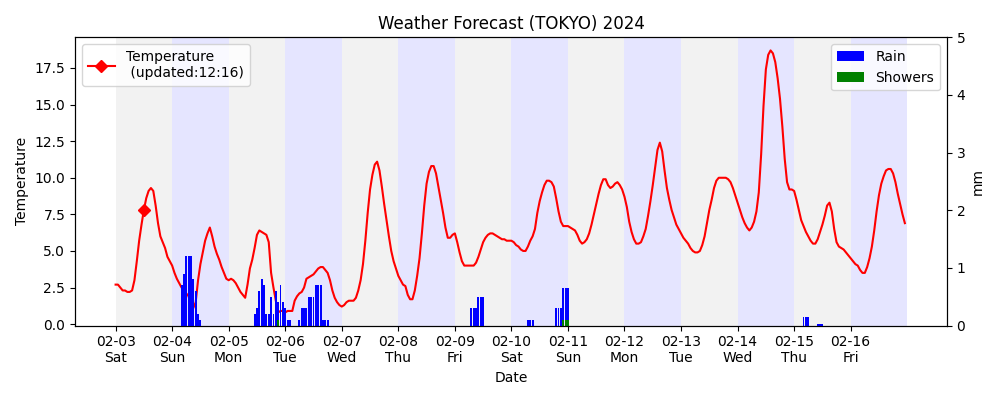 Weather Forecast (TOKYO) 2024
Temperature
(updated:12:16)
Rain
Showers
Temperature
17.5
15.0
12.5
10.0
7.5
5.0
2.5
0.0
5
4
3
2
1
0
mm
02-03 02-04 02-05 02-06 02-07 02-08 02-09 02-10 02-11 02-12 02-13 02-14 02-15 02-16
Sat Sun Mon Tue Wed Thu Fri Sat Sun Mon Tue Wed Thu Fri
Date